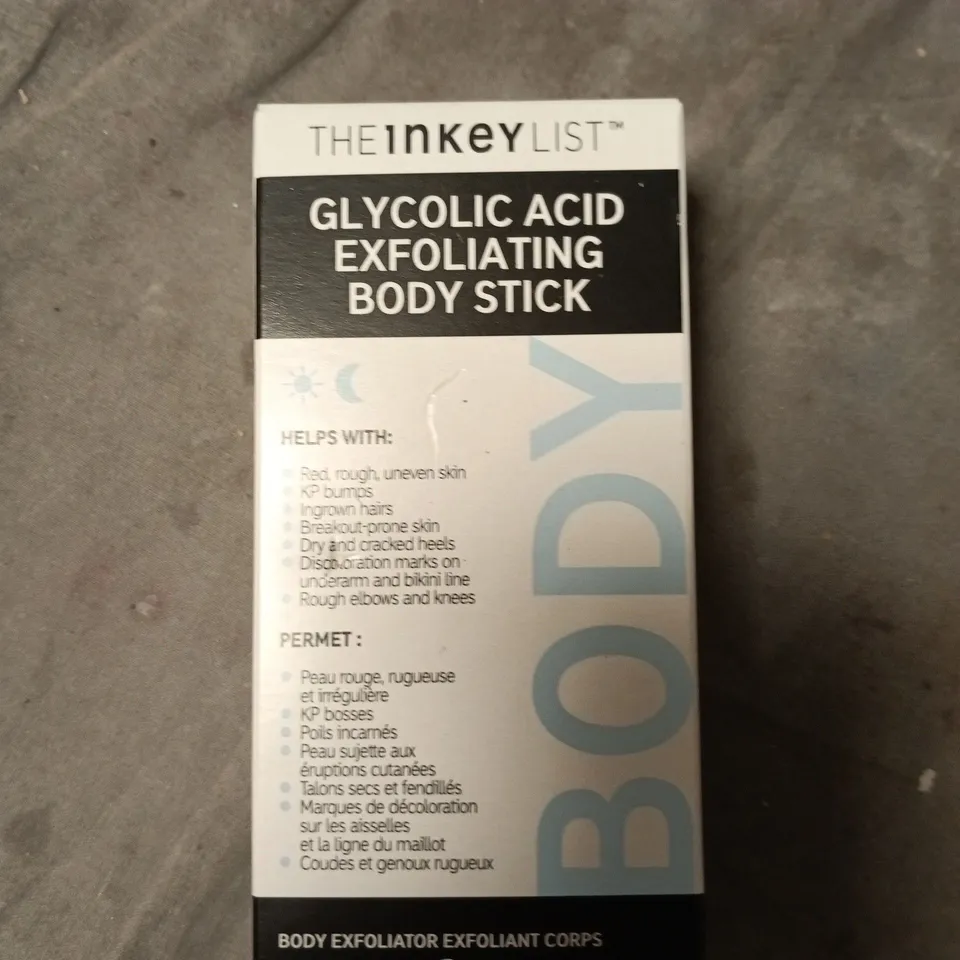 THE INKEY LIST™
GLYCOLIC ACID
EXFOLIATING
BODY STICK
HELPS WITH:
Red, rough, uneven skin
KP bumps
Ingrown hairs
Breakout-prone skin
Dry and cracked heels
Discoloration marks on
underarm and bikini line
Rough elbows and knees
PERMET :
Peau rouge, rugueuse
et irrégulière
KP bosses
Poils incarnés
Peau sujette aux
éruptions cutanées
Talons secs et fendillés
Marques de décoloration
sur les aisselles
et la ligne du maillot
Coudes et genoux rugueux
BODY
BODY EXFOLIATOR EXFOLIANT CORPS